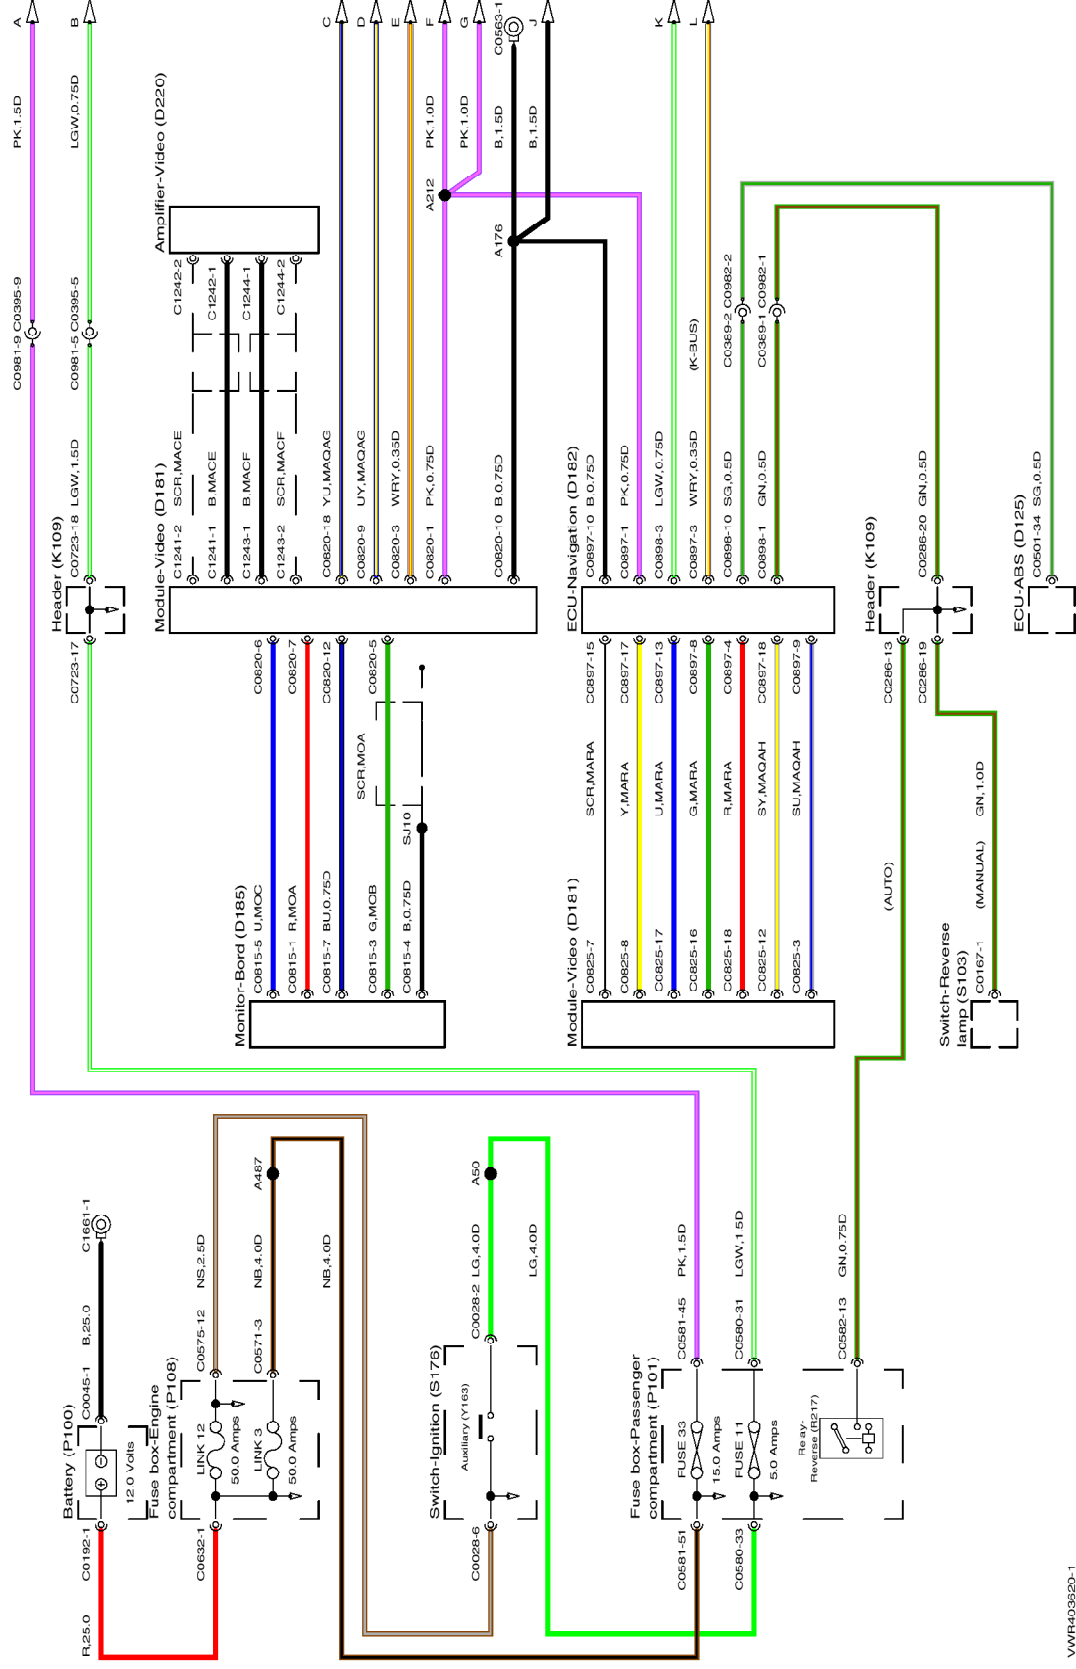 Battery (P100)
12.0 Volts
C0192-1
R,25.0
C0045-1
B,25.0
C1661-1
Fuse box-Engine
compartment (P108)
LINK 12
50.0 Amps
LINK 3
50.0 Amps
C0632-1
C0575-12
NS,2.5D
C0571-3
NB,4.0D
A487
NB,4.0D
Switch-Ignition (S175)
Auxiliary (Y163)
C0028-6
C0028-2
LG,4.0D
A50
LG,4.0D
Fuse box-Passenger
compartment (P101)
FUSE 33
15.0 Amps
FUSE 11
5.0 Amps
Relay-
Reverse (R217)
C0581-51
C0580-33
C0581-45
PK,1.5D
C0580-31
LGW,1.5D
C0582-13
GN,0.75D
Monitor-Bord (D185)
C0815-5
U,MOC
C0820-6
C0815-1
R,MOA
C0820-7
C0815-7
BU,0.75D
C0820-12
C0815-3
G,MCB
C0820-5
C0815-4
B,0.75D
SJ10
SCR,MOA
Module-Video (D181)
C0825-7
SCR,MARA
C0897-15
C0825-8
Y,MARA
C0897-17
C0825-17
U,MARA
C0897-13
C0825-16
G,MARA
C0897-8
C0825-18
R,MARA
C0897-4
C0825-12
SY,MAQAH
C0897-18
C0825-3
SU,MAQAH
C0897-9
Switch-Reverse
lamp (S103)
C0167-1
(MANUAL)
GN,1.0D
(AUTO)
C0286-13
C0286-19
Header (K109)
C0723-17
C0723-18
LGW,1.5D
C0981-9
C0395-9
PK,1.5D
A
C0981-5
C0395-5
LGW,0.75D
B
Module-Video (D181)
C1241-2
SCR,MACE
C1242-2
C1241-1
B,MACE
C1242-1
C1243-1
B,MACF
C1244-1
C1243-2
SCR,MACF
C1244-2
Amplifier-Video (D220)
C0820-18
YU,MAQAG
C
C0820-9
UY,MAQAG
D
C0820-3
WRY,0.35D
E
C0820-1
PK,0.75D
A212
PK,1.0D
F
PK,1.0D
G
C0820-10
B,0.75D
A176
B,1.5D
C0563-1
B,1.5D
J
ECU-Navigation (D182)
C0897-10
B,0.75D
C0897-1
PK,0.75D
C0898-3
LGW,0.75D
K
C0897-3
WRY,0.35D
(K-BUS)
L
C0898-10
SG,0.5D
C0389-2
C0982-2
C0898-1
GN,0.5D
C0389-1
C0982-1
Header (K109)
C0286-20
GN,0.5D
ECU-ABS (D125)
C0501-34
SG,0.5D
VWR403620-1